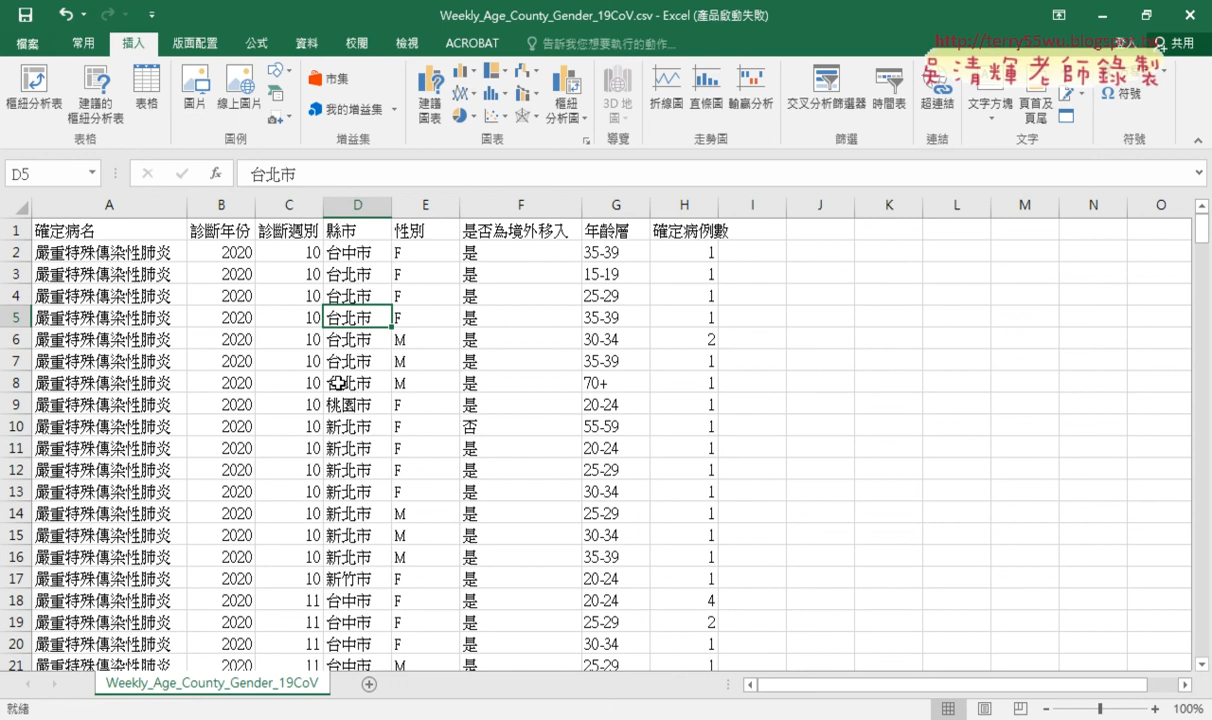 Weekly_Age_County_Gender_19CoV.csv - Excel (產品啟動失敗)
檔案 常用 插入 版面配置 公式 資料 校閱 檢視 ACROBAT 告訴我您想要執行的動作... 共用
http://terry55wu.blogspot.tw
吳清輝老師錄製
樞紐分析表 建議的樞紐分析表 表格 圖片 線上圖片 市集 我的增益集 建議圖表 樞紐分析圖 3D 地圖 折線圖 直條圖 輸贏分析 交叉分析篩選器 時間表 超連結 文字方塊 頁首及頁尾 Ω 符號
表格 圖例 增益集 圖表 導覽 走勢圖 篩選 連結 文字 符號
D5 fx 台北市
A B C D E F G H I J K L M N O
1 確定病名 診斷年份 診斷週別 縣市 性別 是否為境外移入 年齡層 確定病例數
2 嚴重特殊傳染性肺炎 2020 10 台中市 F 是 35-39 1
3 嚴重特殊傳染性肺炎 2020 10 台北市 F 是 15-19 1
4 嚴重特殊傳染性肺炎 2020 10 台北市 F 是 25-29 1
5 嚴重特殊傳染性肺炎 2020 10 台北市 F 是 35-39 1
6 嚴重特殊傳染性肺炎 2020 10 台北市 M 是 30-34 2
7 嚴重特殊傳染性肺炎 2020 10 台北市 M 是 35-39 1
8 嚴重特殊傳染性肺炎 2020 10 台北市 M 是 70+ 1
9 嚴重特殊傳染性肺炎 2020 10 桃園市 F 是 20-24 1
10 嚴重特殊傳染性肺炎 2020 10 新北市 F 否 55-59 1
11 嚴重特殊傳染性肺炎 2020 10 新北市 F 是 20-24 1
12 嚴重特殊傳染性肺炎 2020 10 新北市 F 是 25-29 1
13 嚴重特殊傳染性肺炎 2020 10 新北市 F 是 30-34 1
14 嚴重特殊傳染性肺炎 2020 10 新北市 M 是 25-29 1
15 嚴重特殊傳染性肺炎 2020 10 新北市 M 是 30-34 1
16 嚴重特殊傳染性肺炎 2020 10 新北市 M 是 35-39 1
17 嚴重特殊傳染性肺炎 2020 10 新竹市 F 是 20-24 1
18 嚴重特殊傳染性肺炎 2020 11 台中市 F 是 20-24 4
19 嚴重特殊傳染性肺炎 2020 11 台中市 F 是 25-29 2
20 嚴重特殊傳染性肺炎 2020 11 台中市 F 是 30-34 1
21 嚴重特殊傳染性肺炎 2020 11 台中市 M 是 25-29 1
Weekly_Age_County_Gender_19CoV
就緒 100%